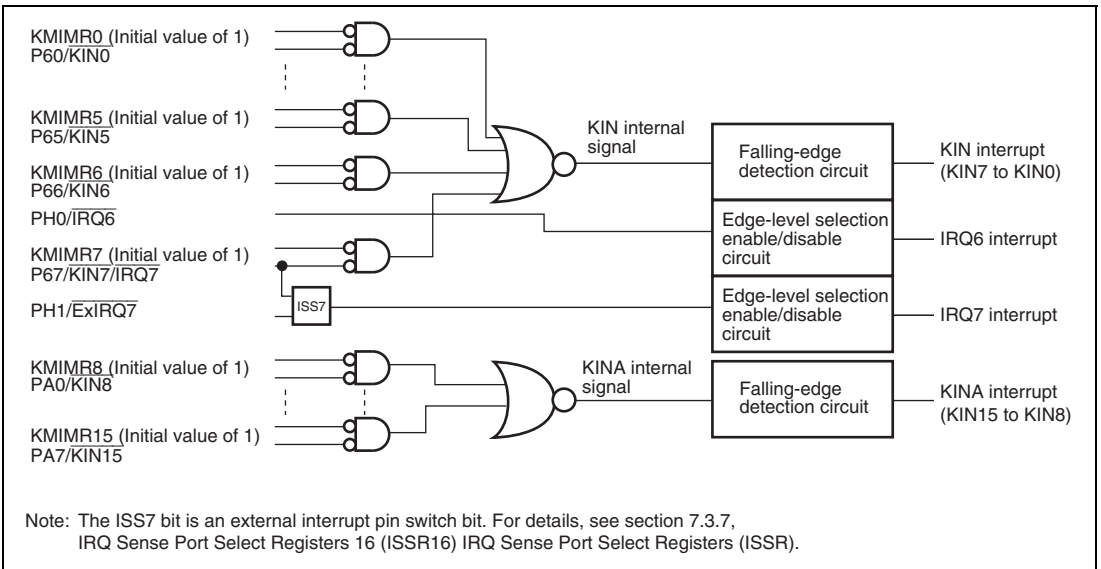 KMIMR0 (Initial value of 1)
P60/KIN0
KMIMR5 (Initial value of 1)
P65/KIN5
KMIMR6 (Initial value of 1)
P66/KIN6
PH0/IRQ6
KMIMR7 (Initial value of 1)
P67/KIN7/IRQ7
PH1/ExIRQ7
ISS7
KMIMR8 (Initial value of 1)
PA0/KIN8
KMIMR15 (Initial value of 1)
PA7/KIN15
KIN internal
signal
KINA internal
signal
Falling-edge
detection circuit
Edge-level selection
enable/disable
circuit
Edge-level selection
enable/disable
circuit
Falling-edge
detection circuit
KIN interrupt
(KIN7 to KIN0)
IRQ6 interrupt
IRQ7 interrupt
KINA interrupt
(KIN15 to KIN8)
Note: The ISS7 bit is an external interrupt pin switch bit. For details, see section 7.3.7,
IRQ Sense Port Select Registers 16 (ISSR16) IRQ Sense Port Select Registers (ISSR).